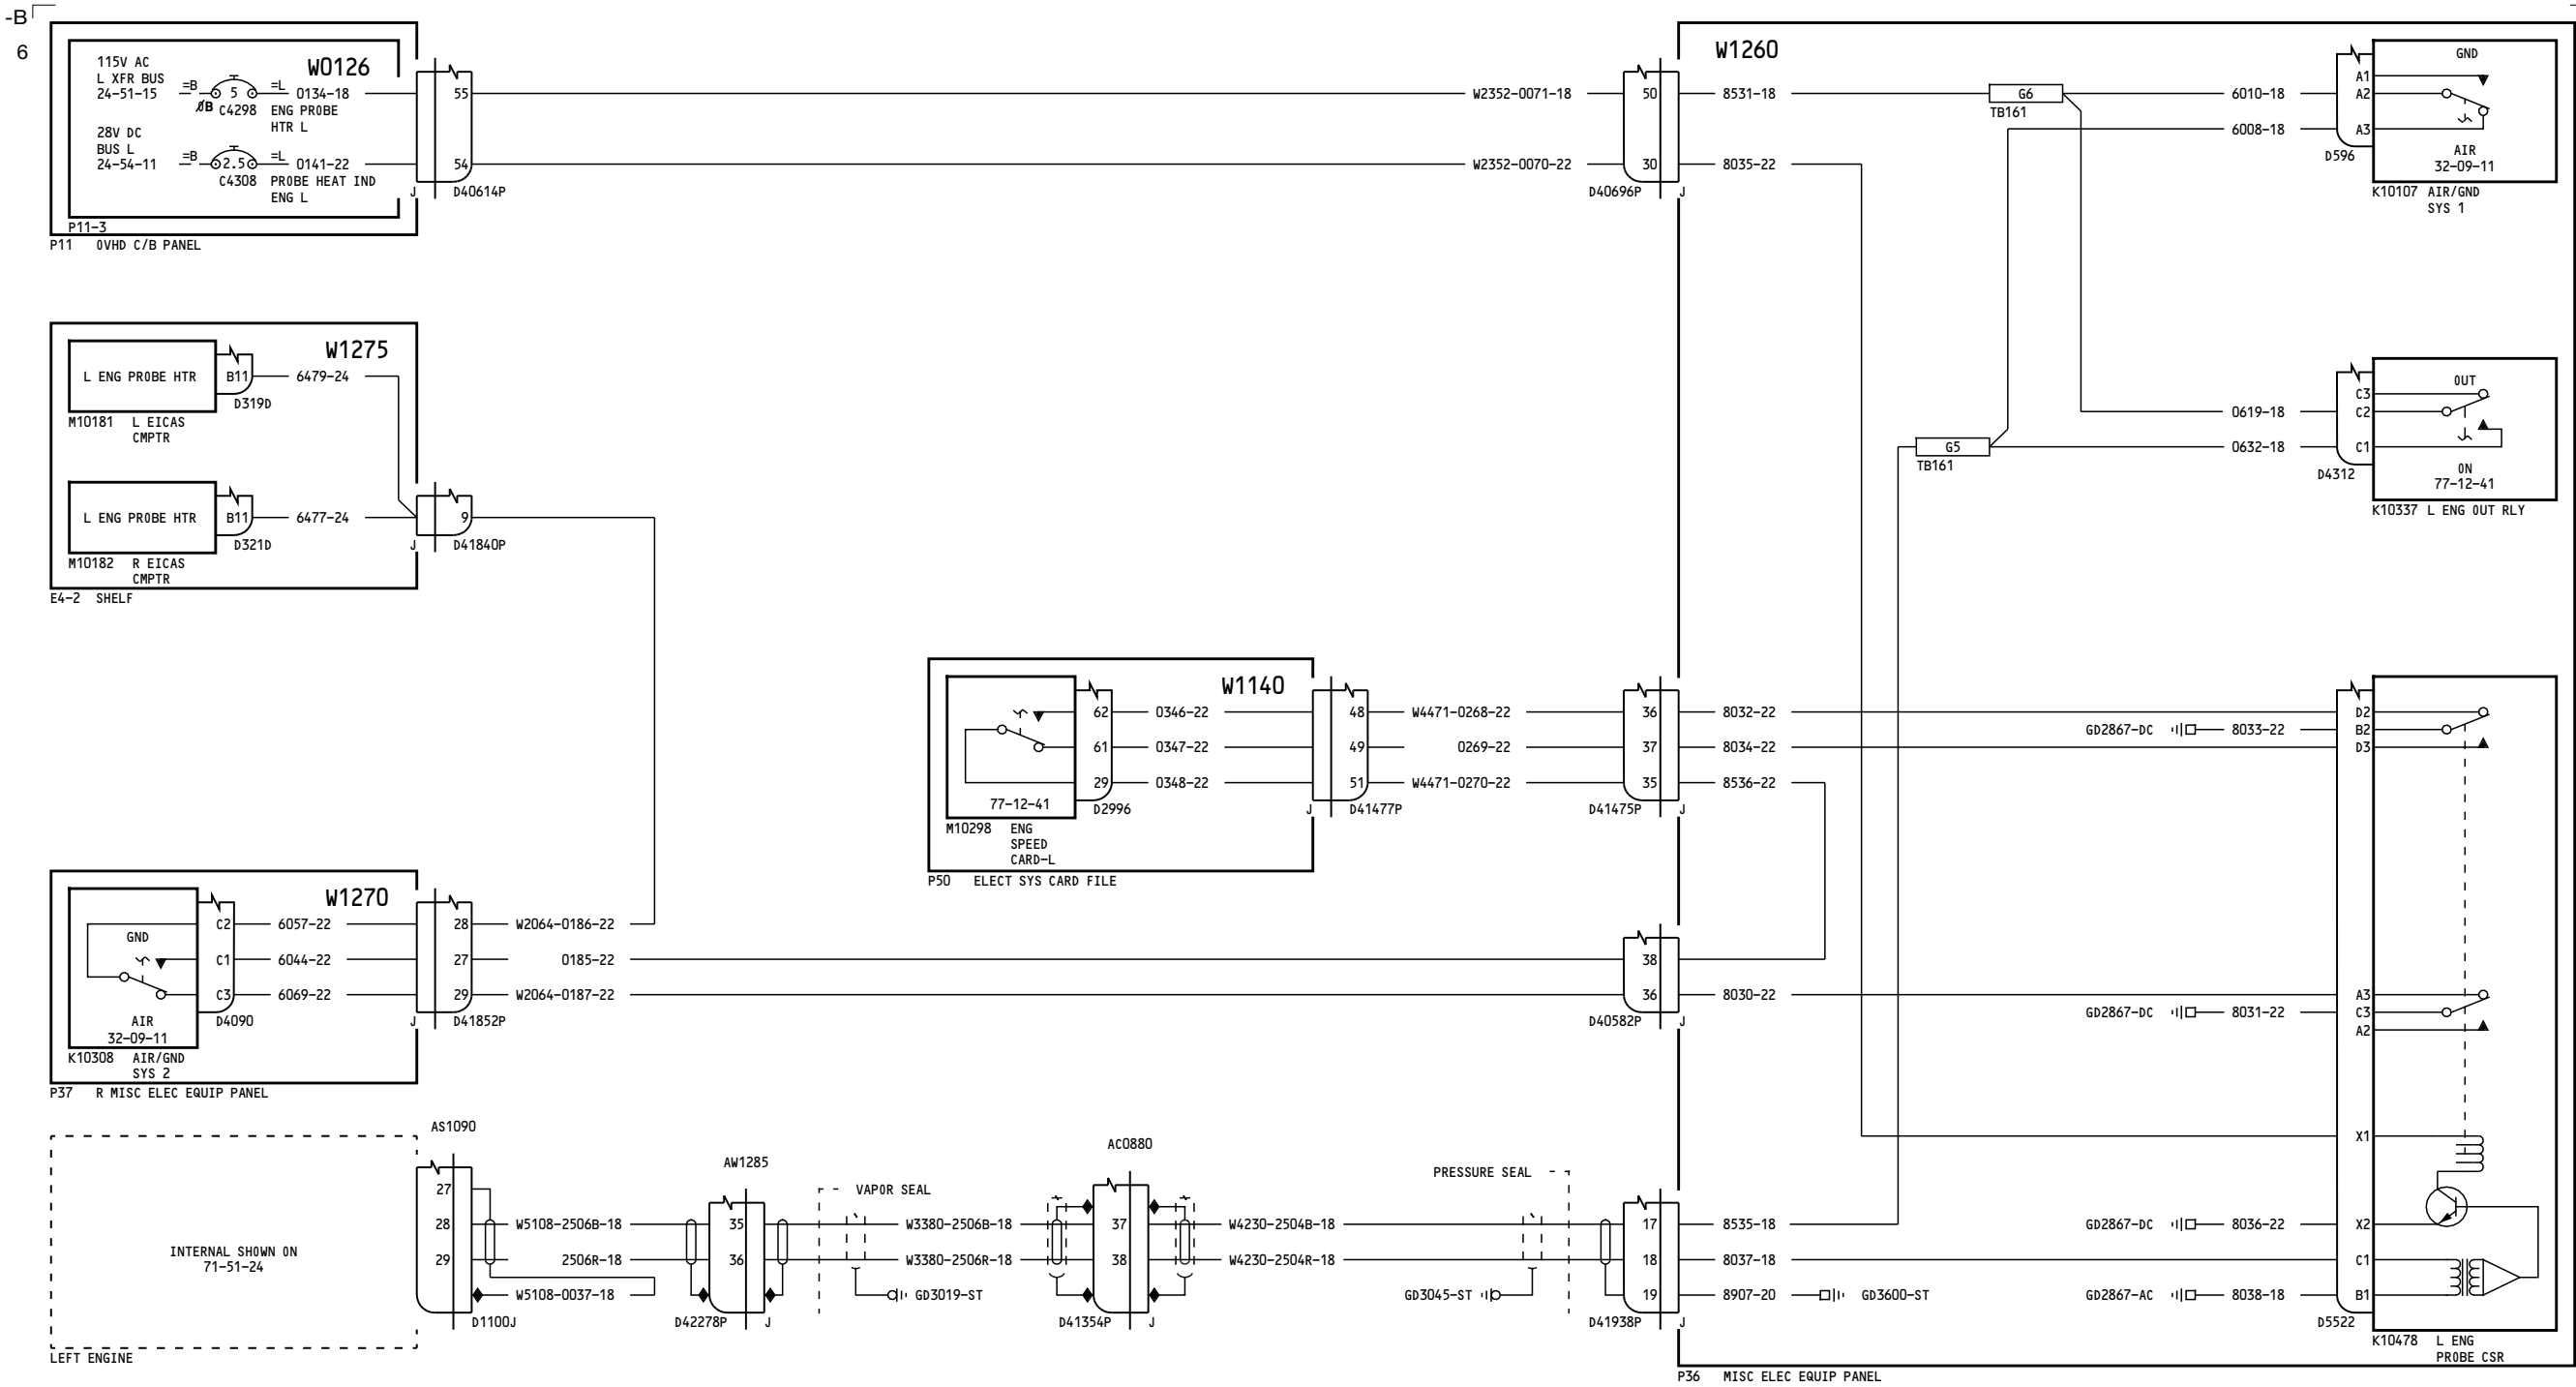 -B
6
115V AC
L XFR BUS
24-51-15
=B
ØB
5
C4298
=L
0134-18
ENG PROBE
HTR L
W0126
28V DC
BUS L
24-54-11
=B
2.5
C4308
=L
0141-22
PROBE HEAT IND
ENG L
P11-3
P11 OVHD C/B PANEL
55
54
J D40614P
W2352-0071-18
W2352-0070-22
50
30
D40696P J
W1260
8531-18
8035-22
G6
TB161
6010-18
6008-18
A1
A2
A3
D596
GND
AIR
32-09-11
K10107 AIR/GND
SYS 1
W1275
L ENG PROBE HTR
B11
6479-24
D319D
M10181 L EICAS
CMPTR
L ENG PROBE HTR
B11
6477-24
D321D
M10182 R EICAS
CMPTR
E4-2 SHELF
9
J D41840P
G5
TB161
0619-18
0632-18
C3
C2
C1
D4312
OUT
ON
77-12-41
K10337 L ENG OUT RLY
W1140
77-12-41
62
61
29
D2996
0346-22
0347-22
0348-22
M10298 ENG
SPEED
CARD-L
P50 ELECT SYS CARD FILE
48
49
51
J D41477P
W4471-0268-22
0269-22
W4471-0270-22
36
37
35
D41475P J
8032-22
8034-22
8536-22
GD2867-DC
8033-22
D2
B2
D3
W1270
GND
AIR
32-09-11
C2
C1
C3
D4090
6057-22
6044-22
6069-22
K10308 AIR/GND
SYS 2
P37 R MISC ELEC EQUIP PANEL
28
27
29
J D41852P
W2064-0186-22
0185-22
W2064-0187-22
38
36
D40582P J
8030-22
GD2867-DC
8031-22
A3
C3
A2
X1
AS1090
INTERNAL SHOWN ON
71-51-24
LEFT ENGINE
27
28
29
D1100J
W5108-2506B-18
2506R-18
W5108-0037-18
AW1285
35
36
D42278P J
VAPOR SEAL
W3380-2506B-18
W3380-2506R-18
GD3019-ST
AC0880
37
38
D41354P J
W4230-2504B-18
W4230-2504R-18
PRESSURE SEAL
GD3045-ST
17
18
19
D41938P J
8535-18
8037-18
8907-20
GD3600-ST
GD2867-DC
8036-22
GD2867-AC
8038-18
X2
C1
B1
D5522
K10478 L ENG
PROBE CSR
P36 MISC ELEC EQUIP PANEL